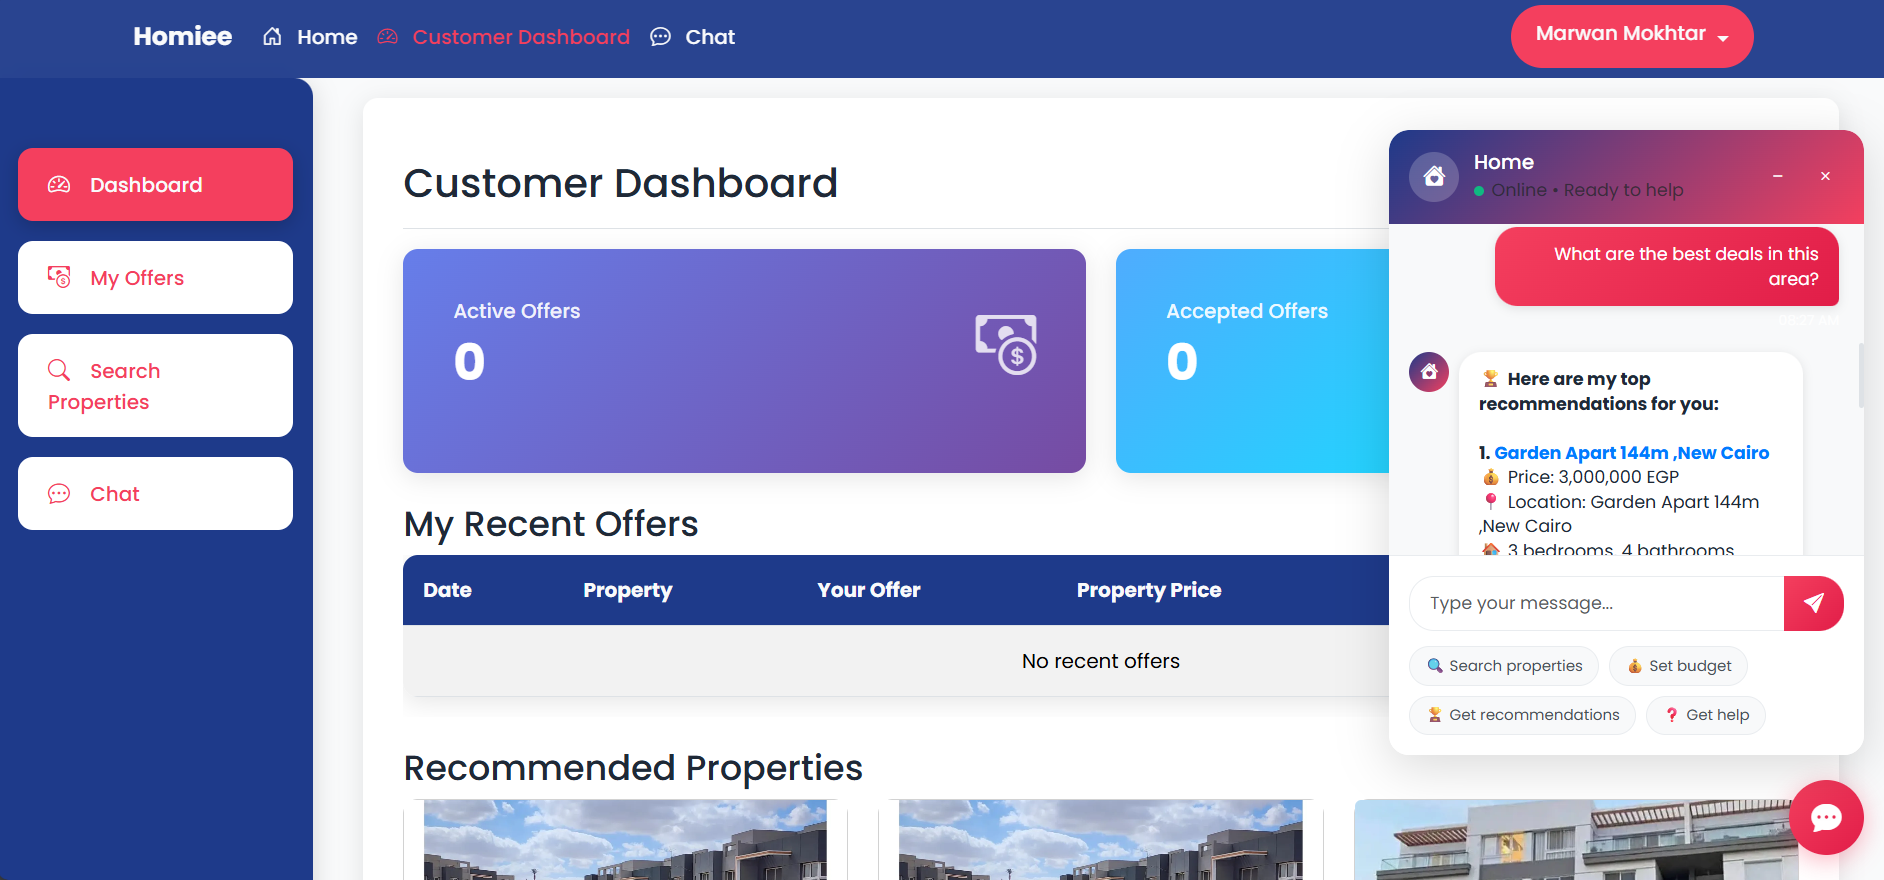 Homiee
Home
Customer Dashboard
Chat
Marwan Mokhtar
Dashboard
My Offers
Search
Properties
Chat
Customer Dashboard
Active Offers
0
Accepted Offers
0
My Recent Offers
Date
Property
Your Offer
Property Price
No recent offers
Recommended Properties
Home
Online • Ready to help
What are the best deals in this
area?
Here are my top
recommendations for you:
1. Garden Apart 144m ,New Cairo
Price: 3,000,000 EGP
Location: Garden Apart 144m
,New Cairo
3 bedrooms, 4 bathrooms
Type your message...
Search properties
Set budget
Get recommendations
Get help